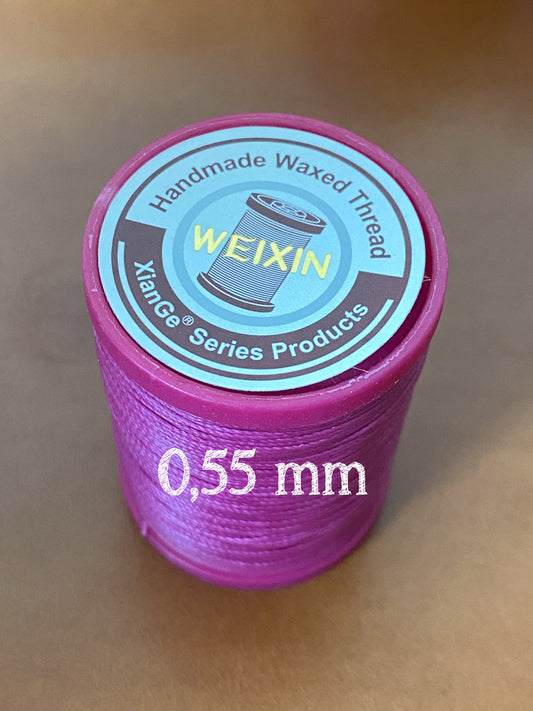 Handmade Waxed Thread
WEIXIN
XianGe® Series Products
0,55 mm